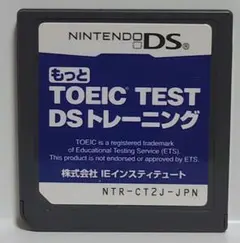 NINTENDO DS
もっと
TOEIC TEST
DSトレーニング
TOEIC is a registered trademark
of Educational Testing Service (ETS).
This product is not endorsed or approved by ETS.
株式会社 IEインスティテュート
NTR-CT2J-JPN